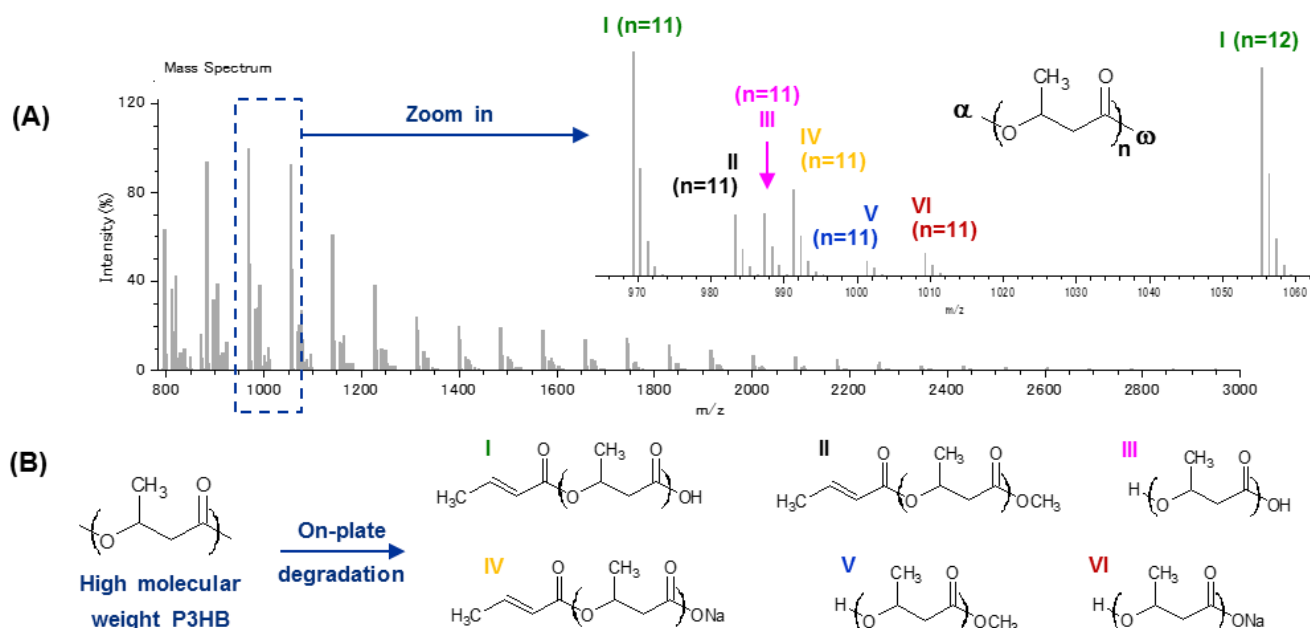 I (n=11)
I (n=12)
Mass Spectrum
(A)
Zoom in
(n=11)
III
IV
(n=11)
II
(n=11)
V
(n=11)
VI
(n=11)
CH3
O
α
O
n
ω
Intensity (%)
120
80
40
0
970
980
990
1000
1010
1020
1030
1040
1050
1060
m/z
800
1000
1200
1400
1600
1800
2000
2200
2400
2600
2800
3000
m/z
(B)
CH3
O
O
High molecular
weight P3HB
On-plate
degradation
I
O
CH3
O
H3C
O
OH
II
O
CH3
O
H3C
O
OCH3
III
CH3
O
H
O
OH
IV
O
CH3
O
H3C
O
ONa
V
CH3
O
H
O
OCH3
VI
CH3
O
H
O
ONa